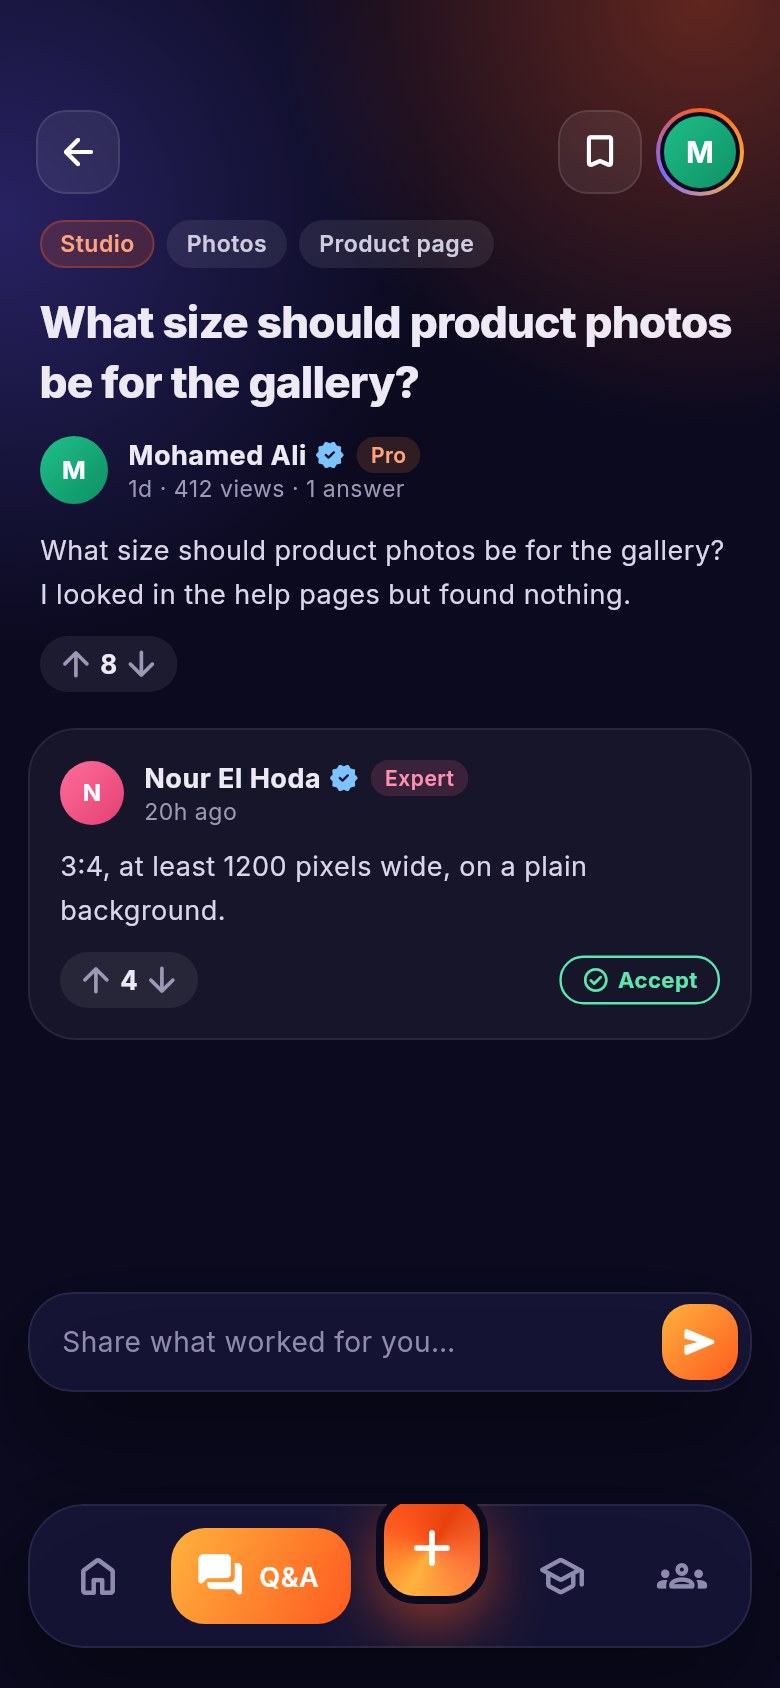 M
Studio Photos Product page
What size should product photos
be for the gallery?
M
Mohamed Ali Pro
1d · 412 views · 1 answer
What size should product photos be for the gallery?
I looked in the help pages but found nothing.
8
N
Nour El Hoda Expert
20h ago
3:4, at least 1200 pixels wide, on a plain
background.
4 Accept
Share what worked for you...
Q&A